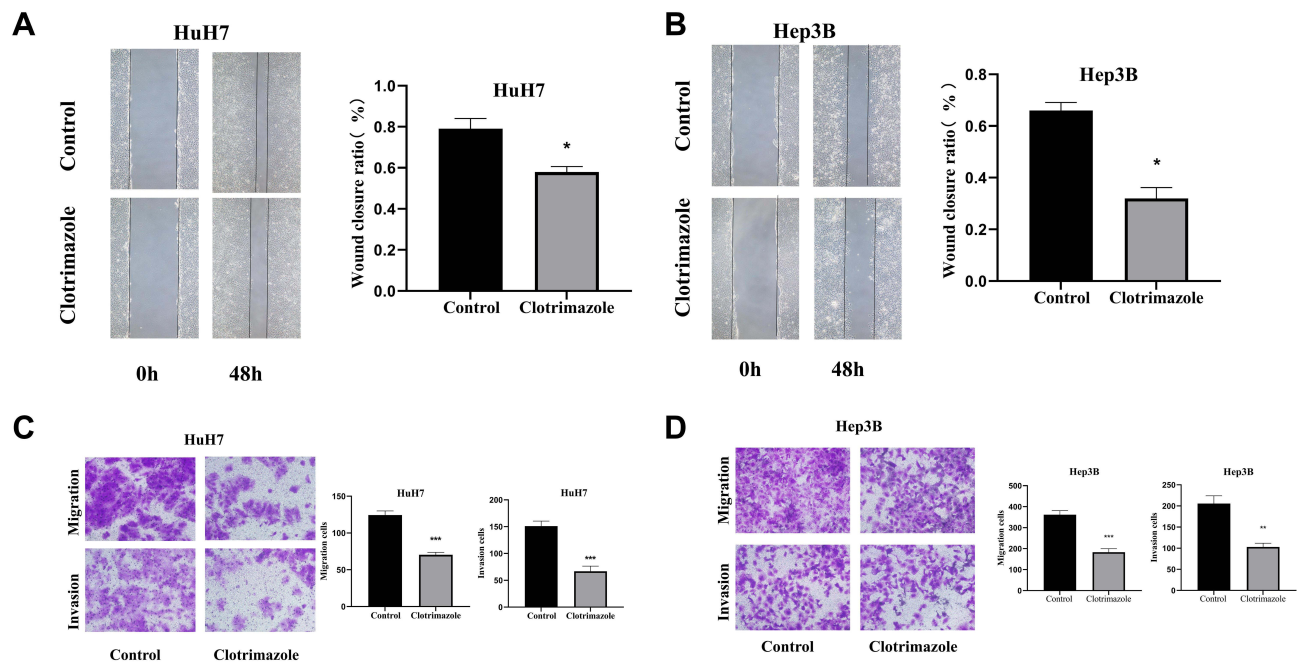 A
HuH7
Control
Clotrimazole
0h
48h
HuH7
Wound closure ratio( %)
1.0
0.8
0.6
0.4
0.2
0.0
*
Control
Clotrimazole
B
Hep3B
Control
Clotrimazole
0h
48h
Hep3B
Wound closure ratio( %)
0.8
0.6
0.4
0.2
0.0
*
Control
Clotrimazole
C
HuH7
Migration
Invasion
Control
Clotrimazole
HuH7
Migration cells
150
100
50
0
***
Control
Clotrimazole
HuH7
Invasion cells
200
150
100
50
0
***
Control
Clotrimazole
D
Hep3B
Migration
Invasion
Control
Clotrimazole
Hep3B
Migration cells
500
400
300
200
100
0
***
Control
Clotrimazole
Hep3B
Invasion cells
250
200
150
100
50
0
**
Control
Clotrimazole